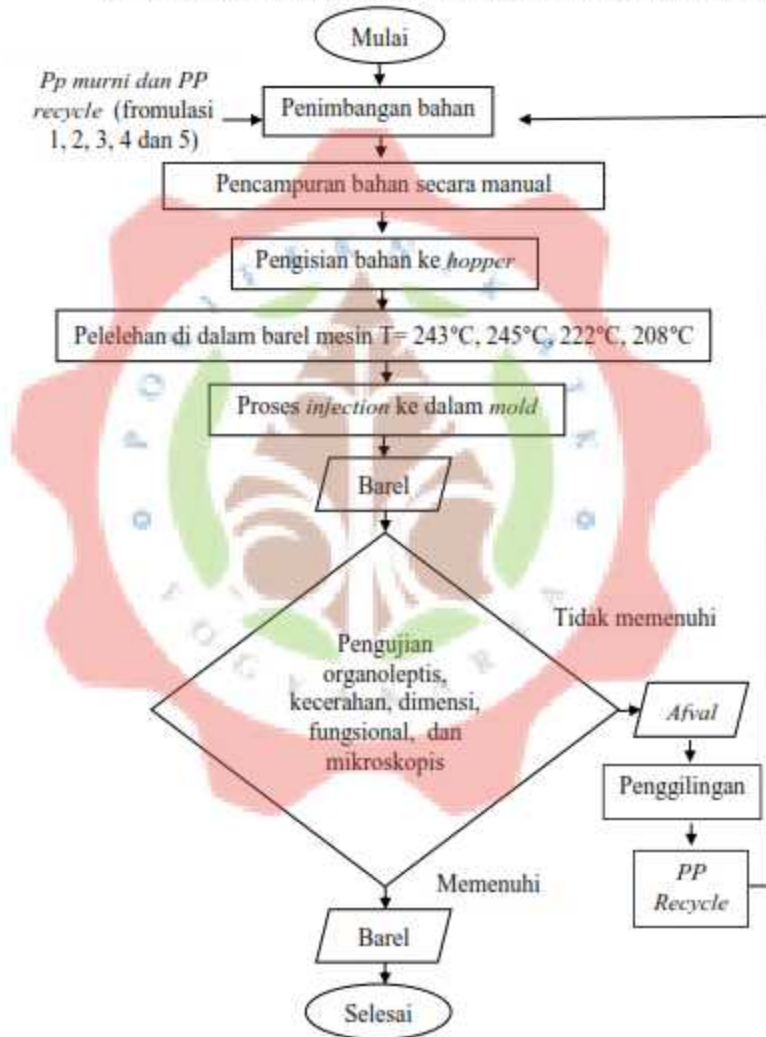 Mulai
Pp murni dan PP
recycle (fromulasi
1, 2, 3, 4 dan 5)
Penimbangan bahan
Pencampuran bahan secara manual
Pengisian bahan ke hopper
Pelelehan di dalam barel mesin T= 243°C, 245°C, 222°C, 208°C
Proses injection ke dalam mold
Barel
Pengujian
organoleptis,
kecerahan, dimensi,
fungsional, dan
mikroskopis
Tidak memenuhi
Afval
Penggilingan
PP
Recycle
Memenuhi
Barel
Selesai